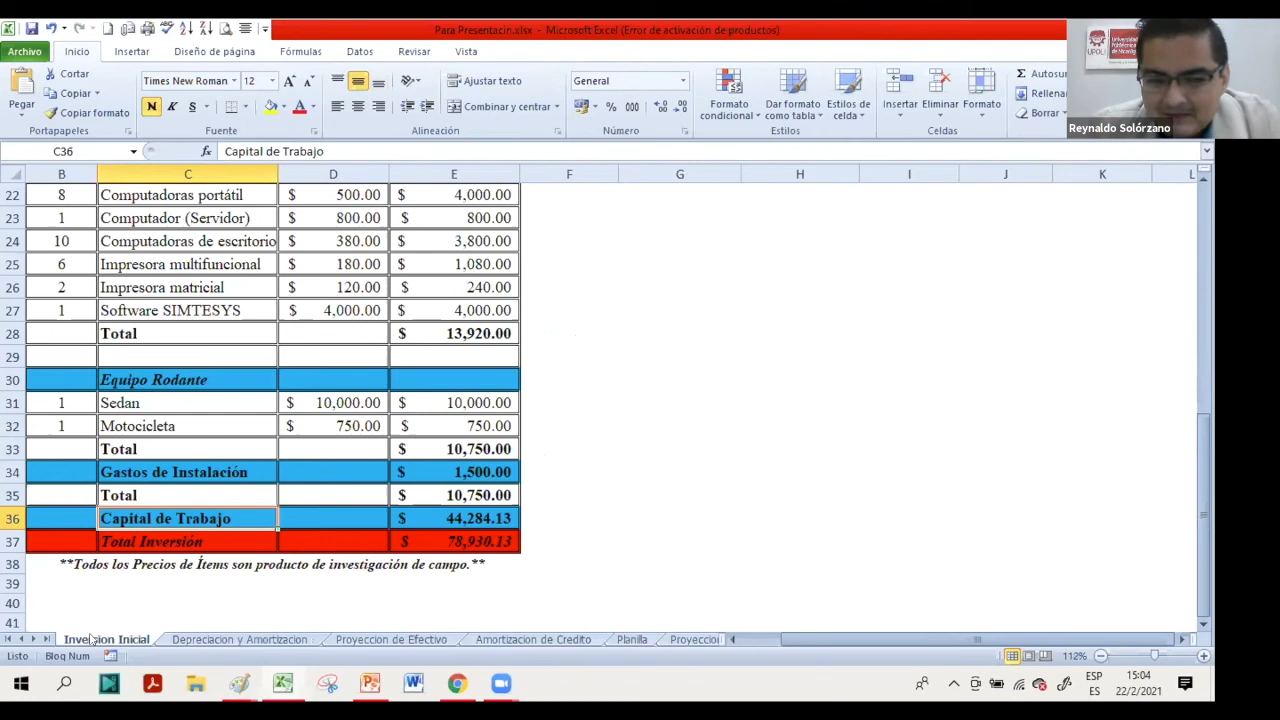 Para Presentacin.xlsx - Microsoft Excel (Error de activación de productos)
Archivo Inicio Insertar Diseño de página Fórmulas Datos Revisar Vista
Pegar
Cortar
Copiar
Copiar formato
Portapapeles
Times New Roman 12
N K S
Fuente
Ajustar texto
Combinar y centrar
Alineación
General
% 000
Número
Formato condicional
Dar formato como tabla
Estilos de celda
Estilos
Insertar Eliminar Formato
Celdas
Autosu
Rellena
Borrar
UPOLI
Reynaldo Solórzano
C36 fx Capital de Trabajo
B C D E F G H I J K L
22 8 Computadoras portátil $ 500.00 $ 4,000.00
23 1 Computador (Servidor) $ 800.00 $ 800.00
24 10 Computadoras de escritorio $ 380.00 $ 3,800.00
25 6 Impresora multifuncional $ 180.00 $ 1,080.00
26 2 Impresora matricial $ 120.00 $ 240.00
27 1 Software SIMTESYS $ 4,000.00 $ 4,000.00
28 Total $ 13,920.00
29
30 Equipo Rodante
31 1 Sedan $ 10,000.00 $ 10,000.00
32 1 Motocicleta $ 750.00 $ 750.00
33 Total $ 10,750.00
34 Gastos de Instalación $ 1,500.00
35 Total $ 10,750.00
36 Capital de Trabajo $ 44,284.13
37 Total Inversión $ 78,930.13
38 **Todos los Precios de Ítems son producto de investigación de campo.**
39
40
41
Inversion Inicial Depreciacion y Amortizacion Proyeccion de Efectivo Amortizacion de Credito Planilla Proyeccion
Listo Bloq Num 112%
ESP
ES
15:04
22/2/2021